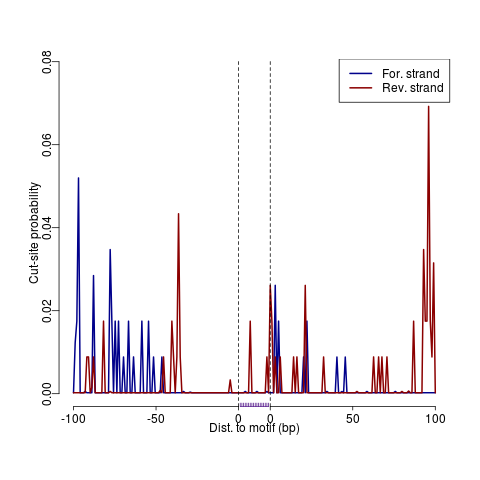 For. strand
Rev. strand
0.08
0.06
0.04
0.02
0.00
Cut-site probability
-100
-50
0
0
50
100
Dist. to motif (bp)